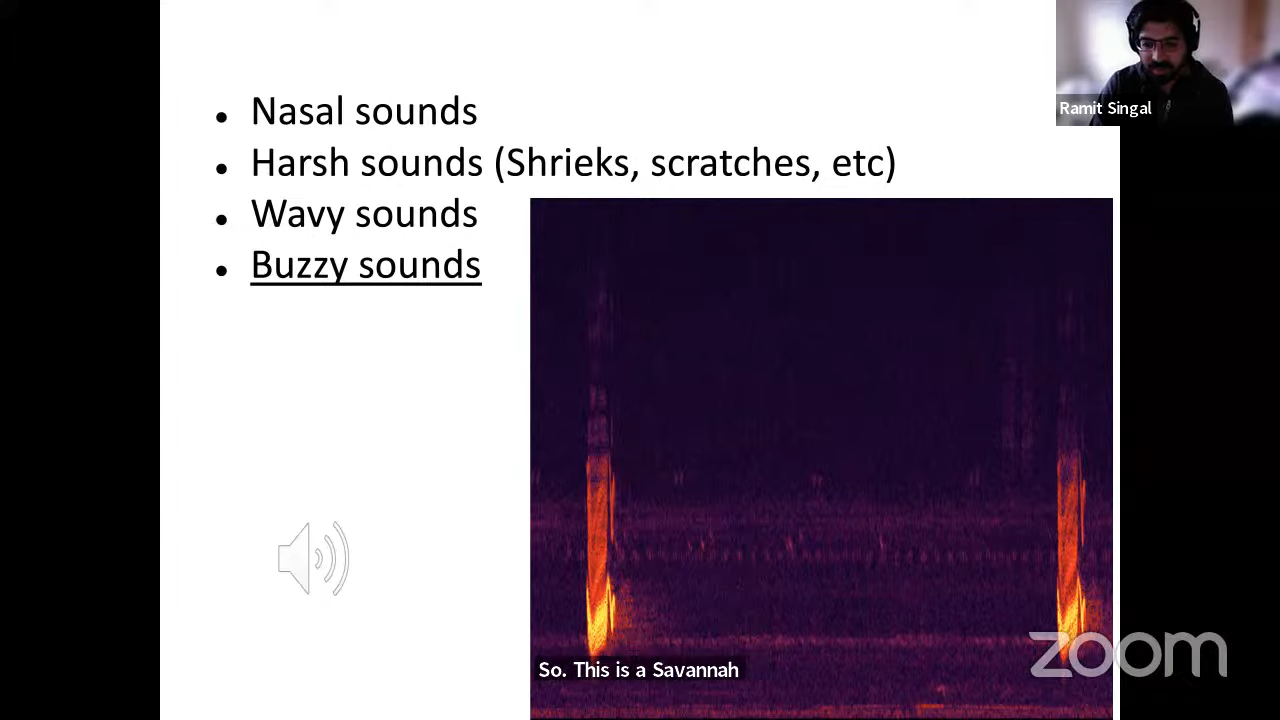 Nasal sounds
Harsh sounds (Shrieks, scratches, etc)
Wavy sounds
Buzzy sounds
Ramit Singal
So. This is a Savannah
zoom